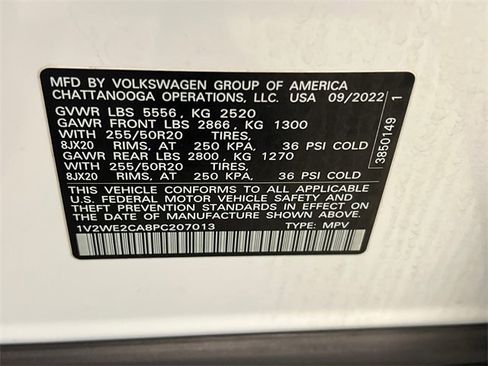 MFD BY VOLKSWAGEN GROUP OF AMERICA
CHATTANOOGA OPERATIONS, LLC. USA 09/2022
GVWR LBS 5556, KG 2520
GAWR FRONT LBS 2866, KG 1300
WITH 255/50R20 TIRES,
8JX20 RIMS, AT 250 KPA, 36 PSI COLD
GAWR REAR LBS 2800, KG 1270
WITH 255/50R20 TIRES,
8JX20 RIMS, AT 250 KPA, 36 PSI COLD
THIS VEHICLE CONFORMS TO ALL APPLICABLE
U.S. FEDERAL MOTOR VEHICLE SAFETY AND
THEFT PREVENTION STANDARDS IN EFFECT ON
THE DATE OF MANUFACTURE SHOWN ABOVE.
1V2WE2CA8PC207013 TYPE: MPV
3850149 1